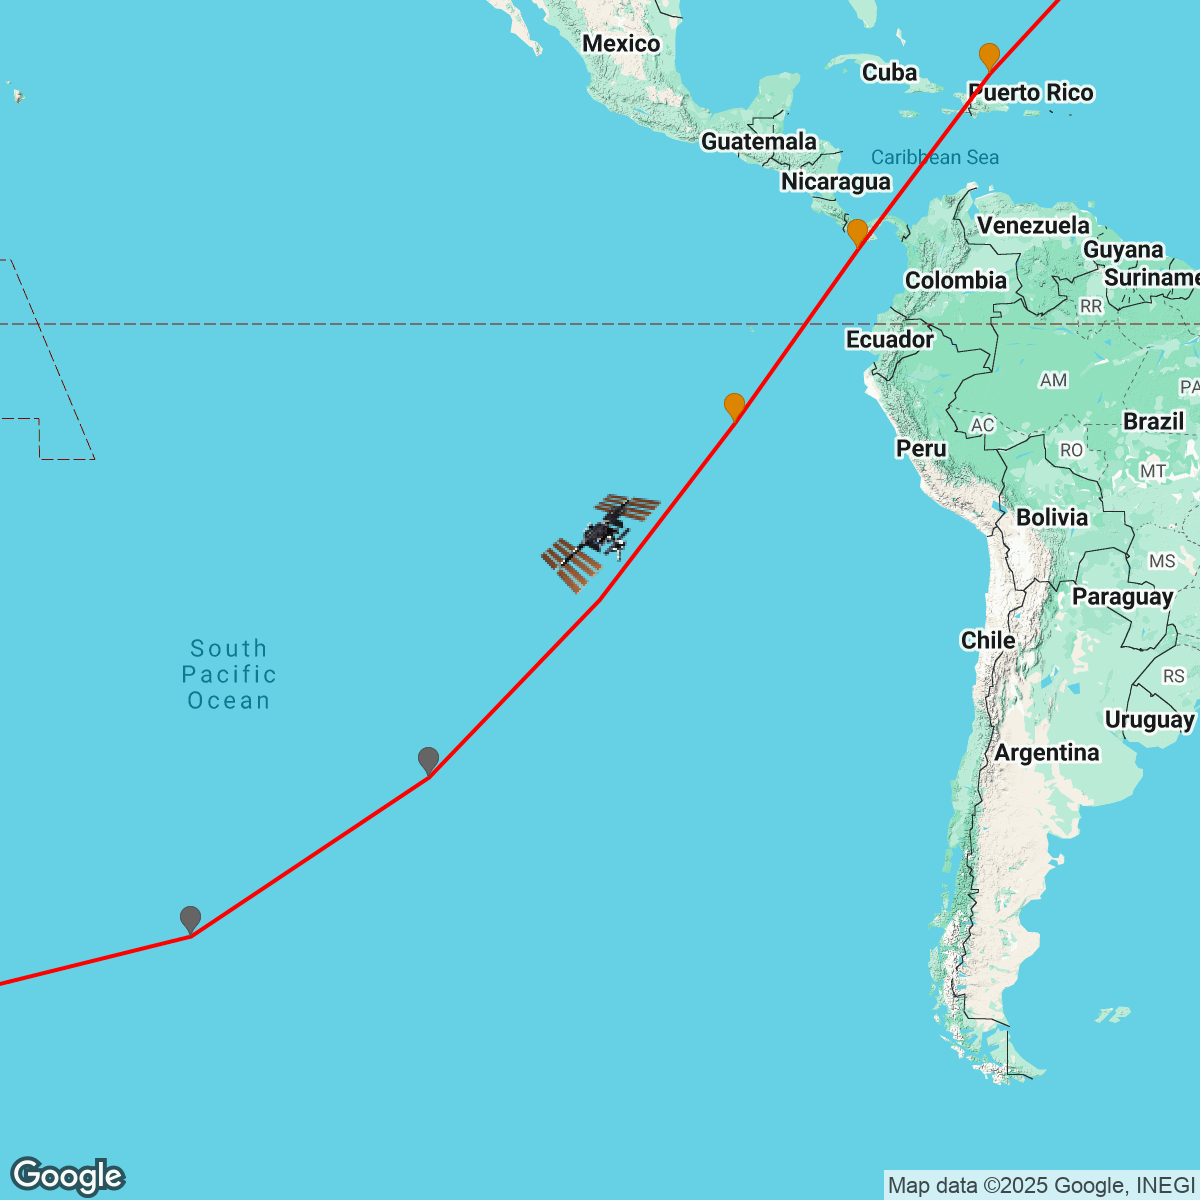 Mexico
Cuba
Puerto Rico
Guatemala
Caribbean Sea
Nicaragua
Venezuela
Guyana
Colombia
Suriname
RR
Ecuador
AM
PA
Brazil
AC
Peru
RO
MT
Bolivia
MS
Paraguay
Chile
South
Pacific
Ocean
RS
Uruguay
Argentina
Google
Map data ©2025 Google, INEGI